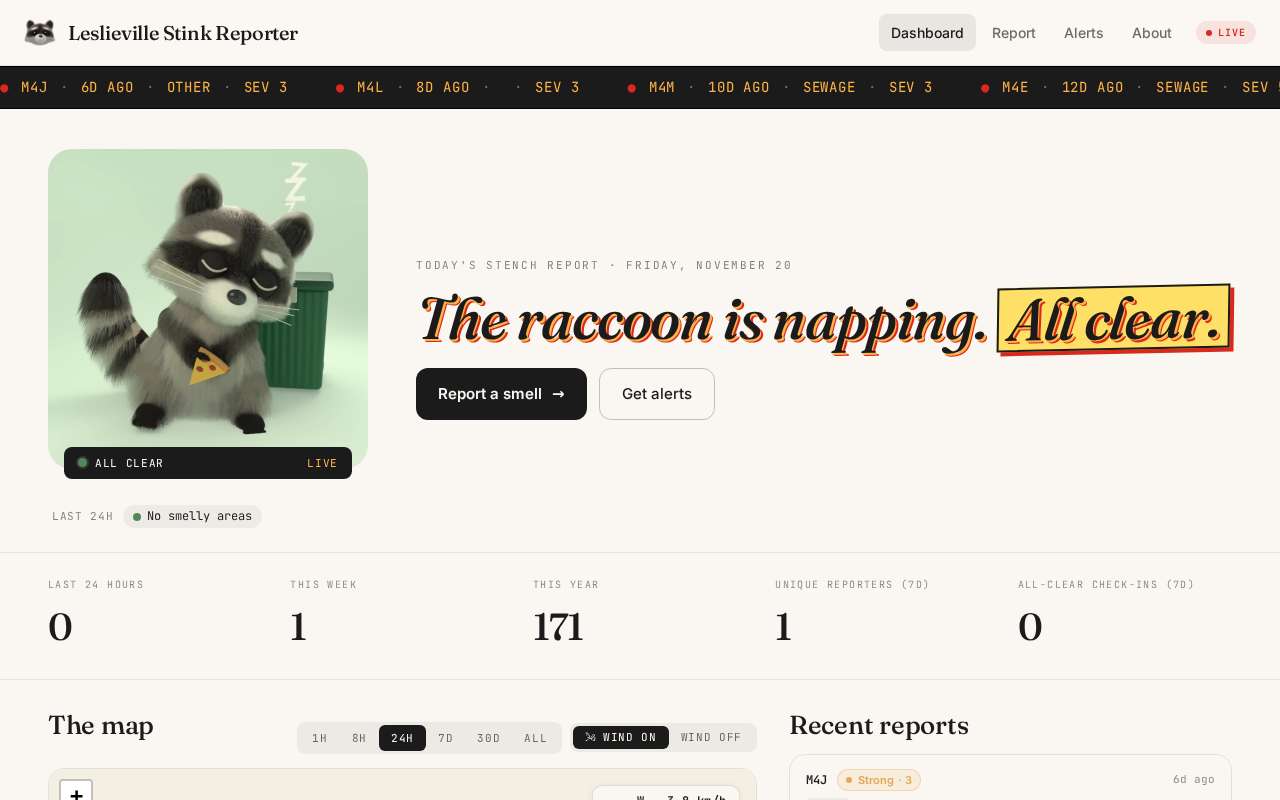 Leslieville Stink Reporter
Dashboard Report Alerts About LIVE
M4J · 6D AGO · OTHER · SEV 3 M4L · 8D AGO · · SEV 3 M4M · 10D AGO · SEWAGE · SEV 3 M4E · 12D AGO · SEWAGE · SEV
ZZZ
TODAY'S STENCH REPORT · FRIDAY, NOVEMBER 20
The raccoon is napping. All clear.
Report a smell →
Get alerts
ALL CLEAR LIVE
LAST 24H No smelly areas
LAST 24 HOURS
0
THIS WEEK
1
THIS YEAR
171
UNIQUE REPORTERS (7D)
1
ALL-CLEAR CHECK-INS (7D)
0
The map
1H 8H 24H 7D 30D ALL
WIND ON WIND OFF
+
Recent reports
M4J Strong · 3 6d ago